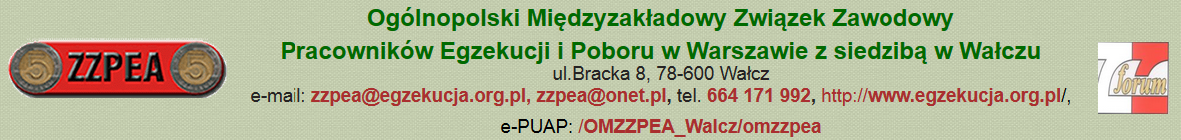 Ogólnopolski Międzyzakładowy Związek Zawodowy
Pracowników Egzekucji i Poboru w Warszawie z siedzibą w Wałczu
ul.Bracka 8, 78-600 Wałcz
e-mail: zzpea@egzekucja.org.pl, zzpea@onet.pl, tel. 664 171 992, http://www.egzekucja.org.pl/,
e-PUAP: /OMZZPEA_Walcz/omzzpea
5 ZZPEA 5
forum